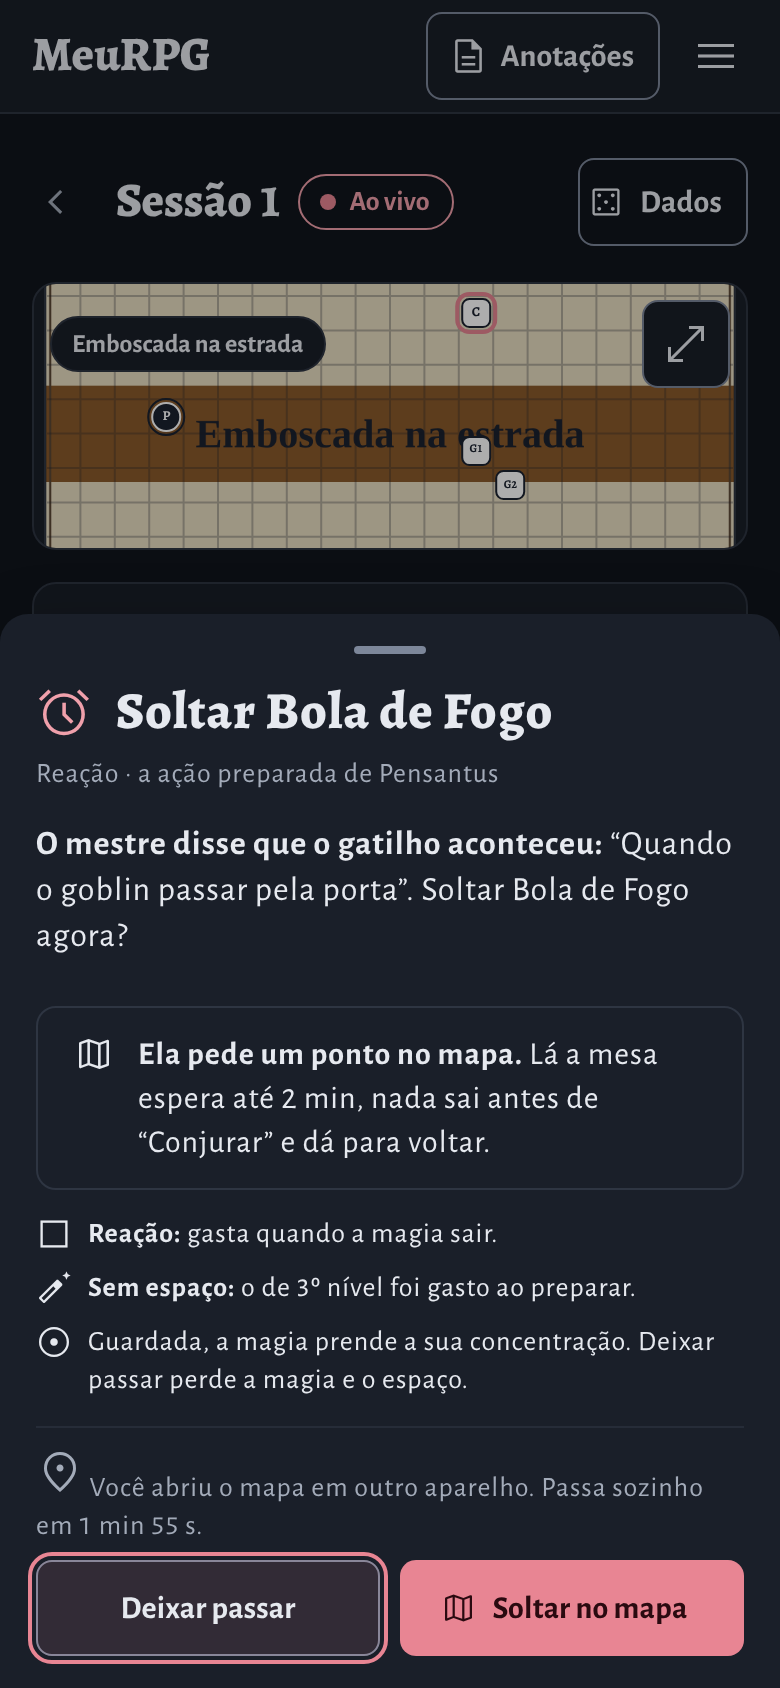 MeuRPG
Anotações
Sessão 1
Ao vivo
Dados
C
Emboscada na estrada
P
Emboscada na estrada
G1
G2
Soltar Bola de Fogo
Reação · a ação preparada de Pensantus
O mestre disse que o gatilho aconteceu: “Quando
o goblin passar pela porta”. Soltar Bola de Fogo
agora?
Ela pede um ponto no mapa. Lá a mesa
espera até 2 min, nada sai antes de
“Conjurar” e dá para voltar.
Reação: gasta quando a magia sair.
Sem espaço: o de 3º nível foi gasto ao preparar.
Guardada, a magia prende a sua concentração. Deixar
passar perde a magia e o espaço.
Você abriu o mapa em outro aparelho. Passa sozinho
em 1 min 55 s.
Deixar passar
Soltar no mapa